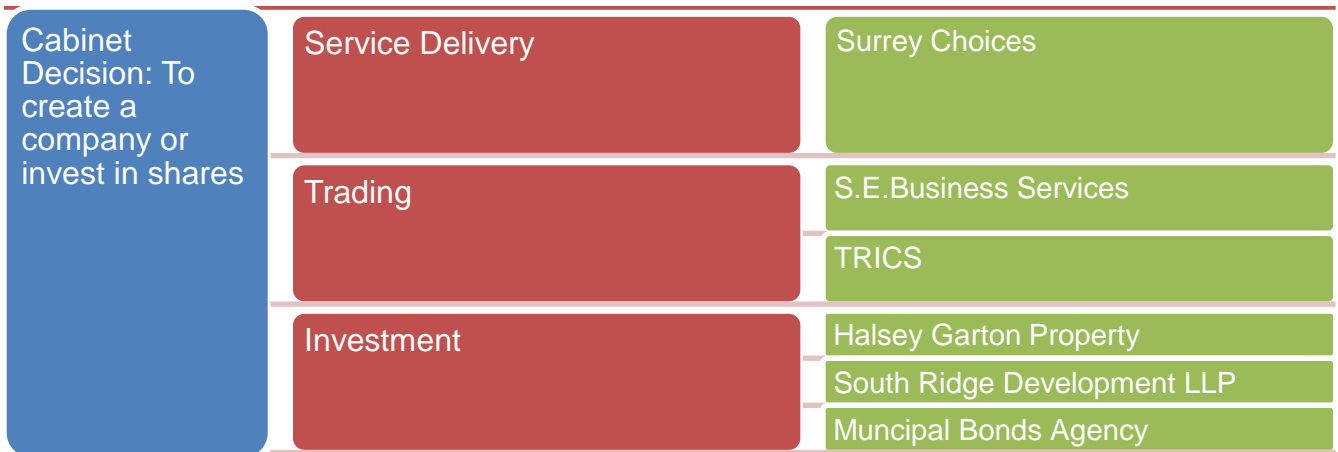 Cabinet
Decision: To
create a
company or
invest in shares
Service Delivery
Surrey Choices
Trading
S.E.Business Services
TRICS
Investment
Halsey Garton Property
South Ridge Development LLP
Muncipal Bonds Agency